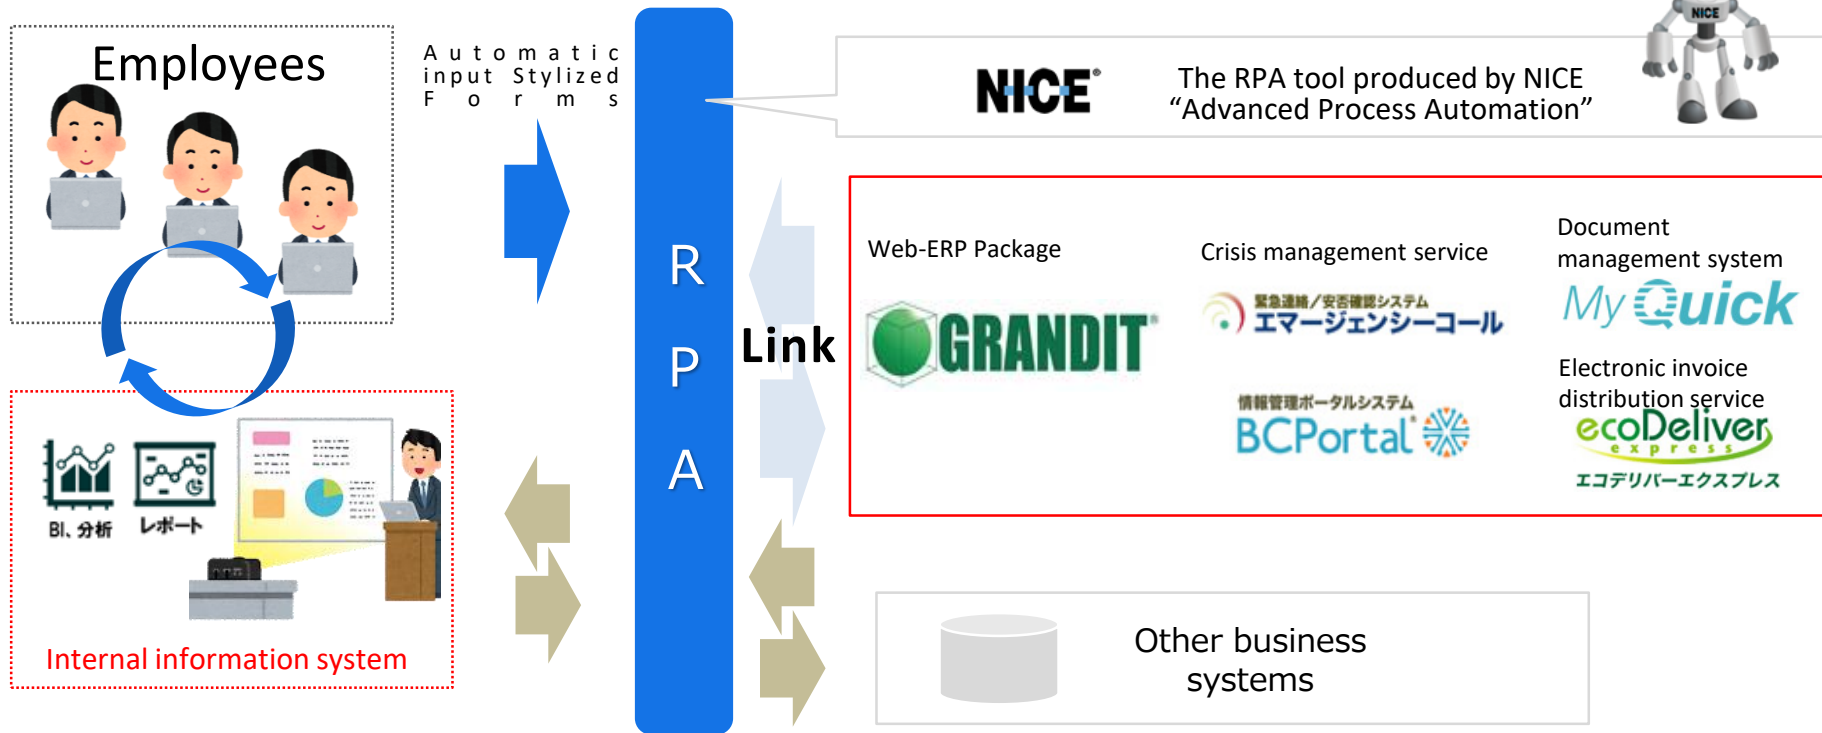 Employees
Automatic
input Stylized
Forms
BI、分析
レポート
Internal information system
R
P
A
Link
NICE®
The RPA tool produced by NICE
“Advanced Process Automation”
NICE
Web-ERP Package
GRANDIT®
Crisis management service
緊急連絡／安否確認システム
エマージェンシーコール
情報管理ポータルシステム
BCPortal®
Document
management system
My Quick
Electronic invoice
distribution service
ecoDeliver
express
エコデリバーエクスプレス
Other business
systems